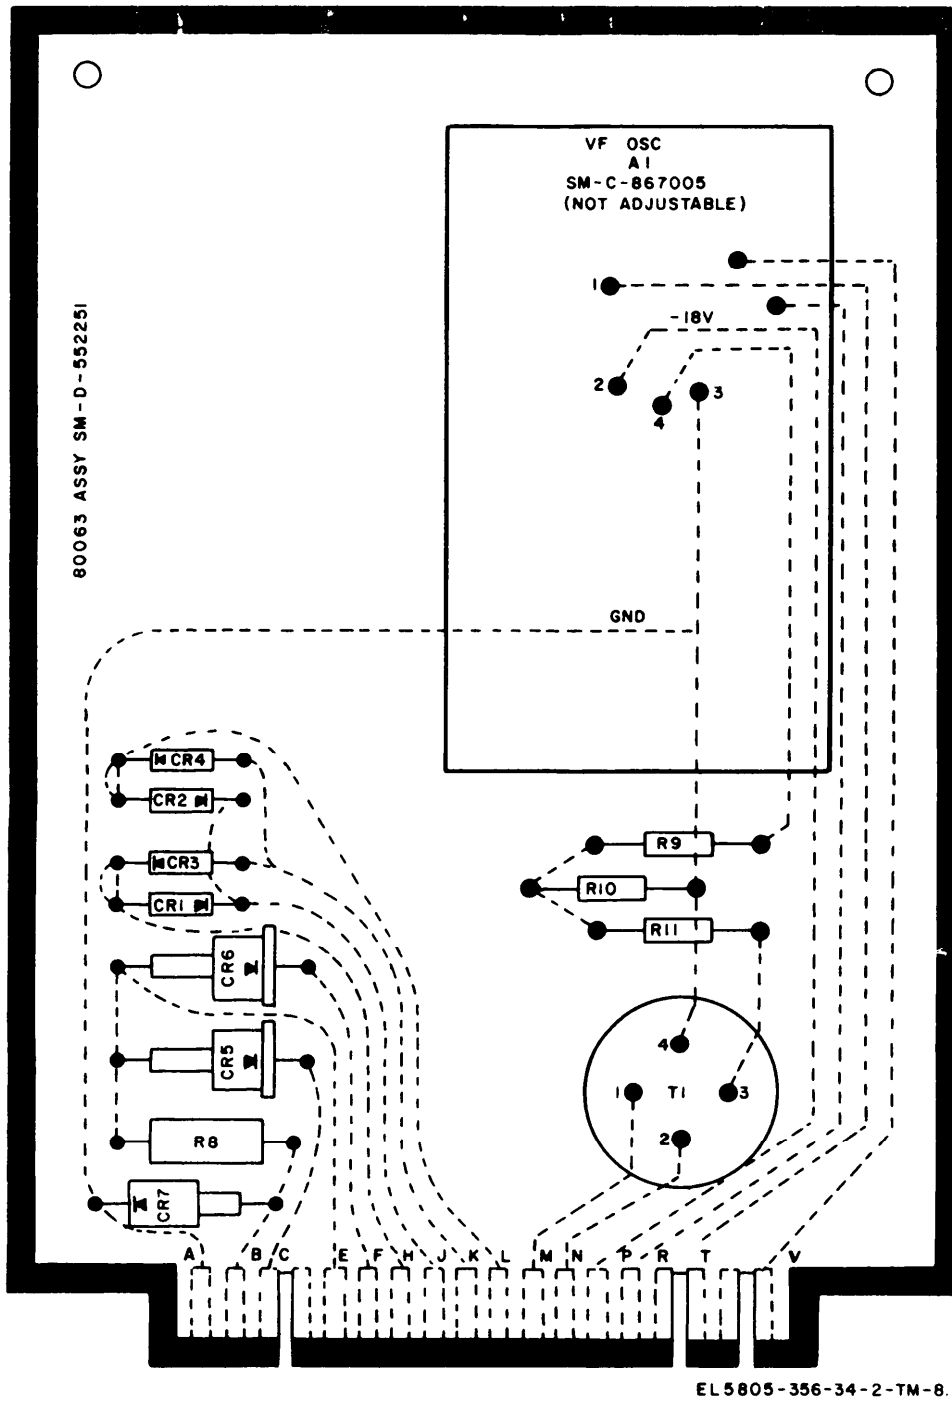 VF OSC
A1
SM-C-867005
(NOT ADJUSTABLE)
1
-18V
2
4
3
80063 ASSY SM-D-552251
GND
CR4
CR2
CR3
CR1
CR6
CR5
R8
CR7
R9
R10
R11
4
1 T1 3
2
A B C E F H J K L M N P R T V
EL5805-356-34-2-TM-8.